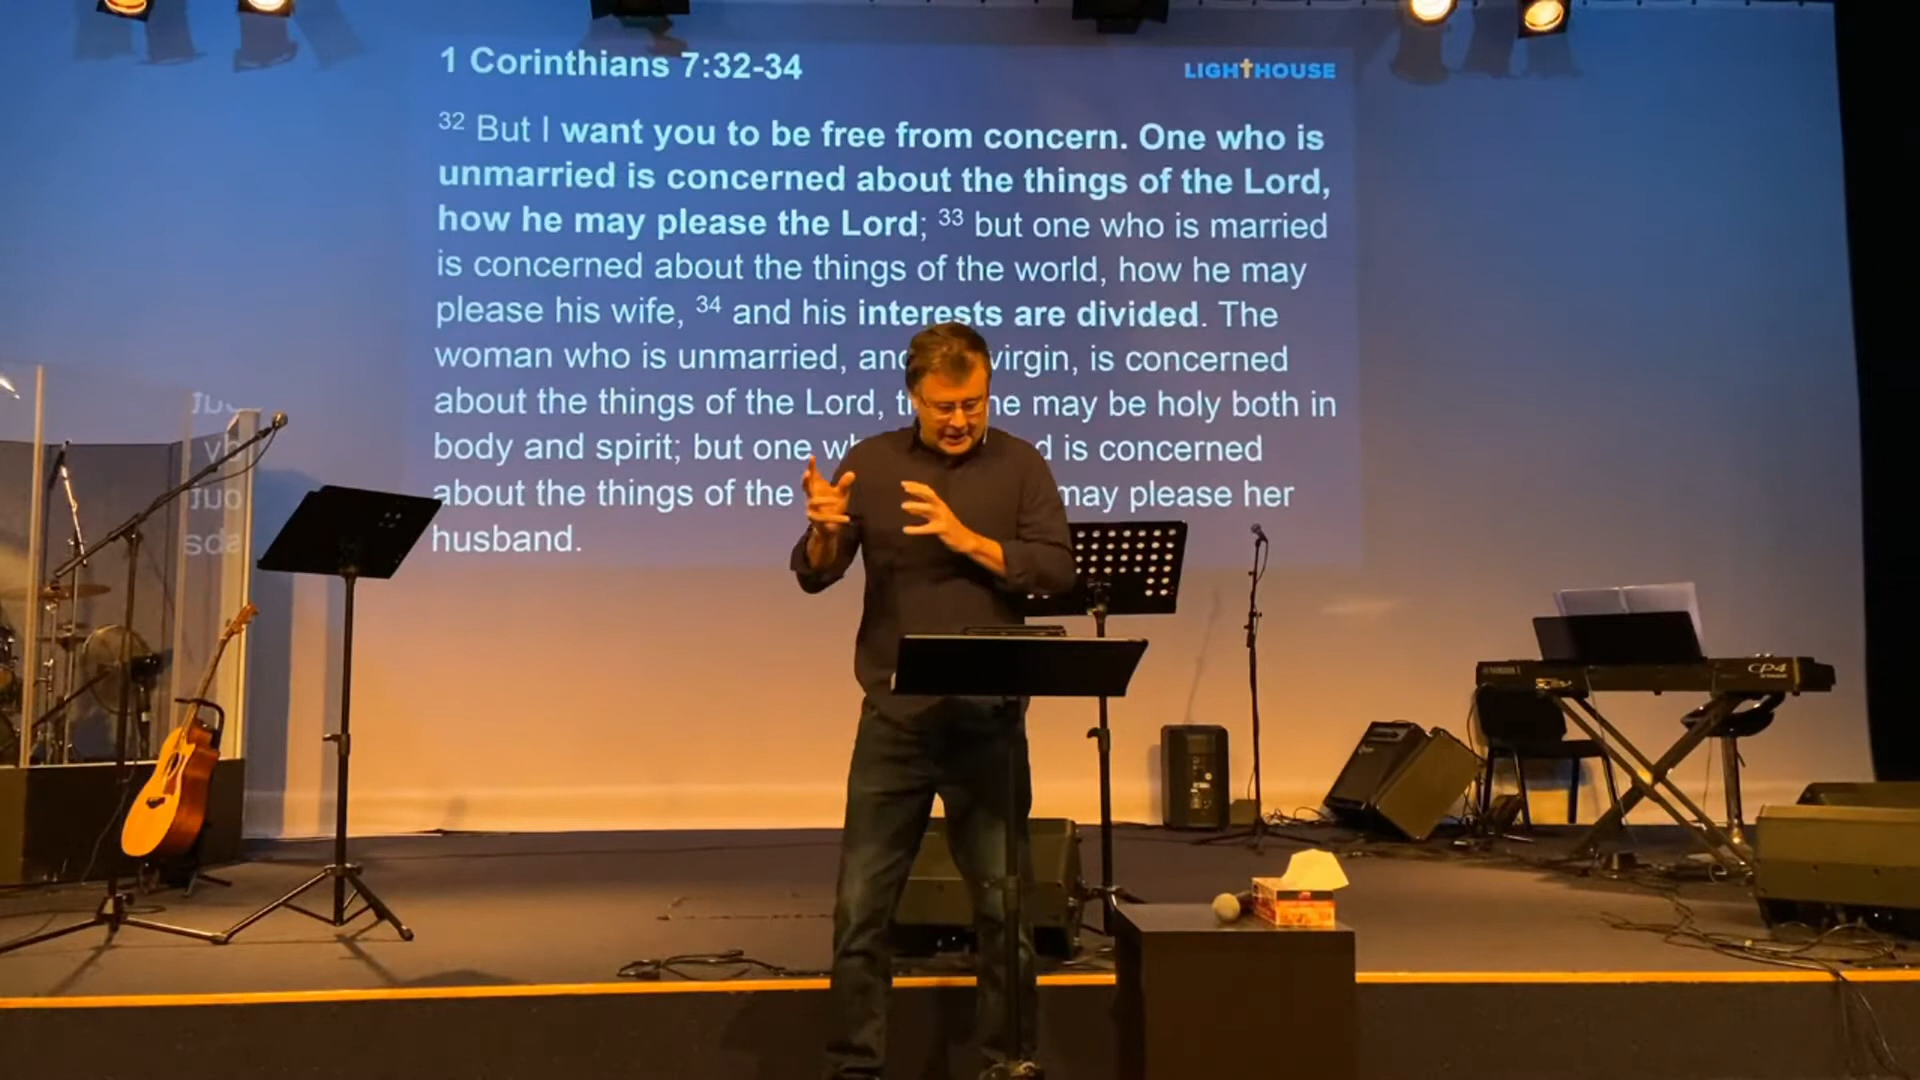 1 Corinthians 7:32-34
LIGHTHOUSE
32 But I want you to be free from concern. One who is
unmarried is concerned about the things of the Lord,
how he may please the Lord; 33 but one who is married
is concerned about the things of the world, how he may
please his wife, 34 and his interests are divided. The
woman who is unmarried, and virgin, is concerned
about the things of the Lord, he may be holy both in
body and spirit; but one is concerned
about the things of the may please her
husband.
CP4